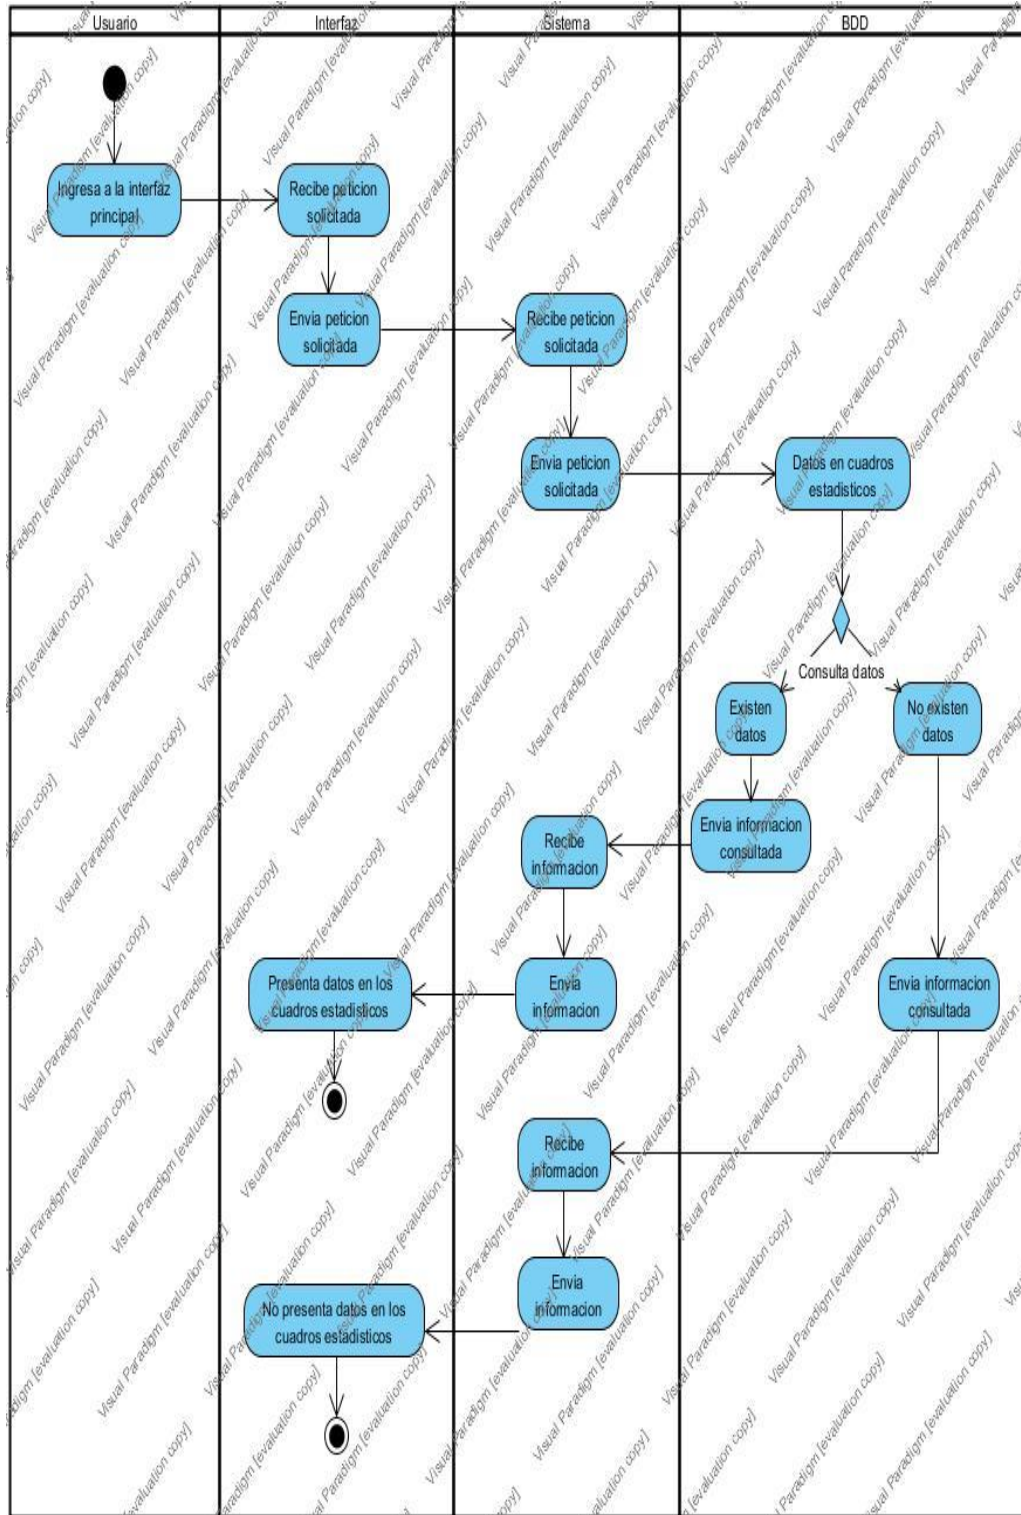 Usuario
Interfaz
Sistema
BDD
Ingresa a la interfaz
principal
Recibe peticion
solicitada
Envia peticion
solicitada
Recibe peticion
solicitada
Envia peticion
solicitada
Datos en cuadros
estadisticos
Consulta datos
Existen
datos
No existen
datos
Envia informacion
consultada
Recibe
informacion
Envia
informacion
Presenta datos en los
cuadros estadisticos
Envia informacion
consultada
Recibe
informacion
Envia
informacion
No presenta datos en los
cuadros estadisticos
Visual Paradigm [evaluation copy]